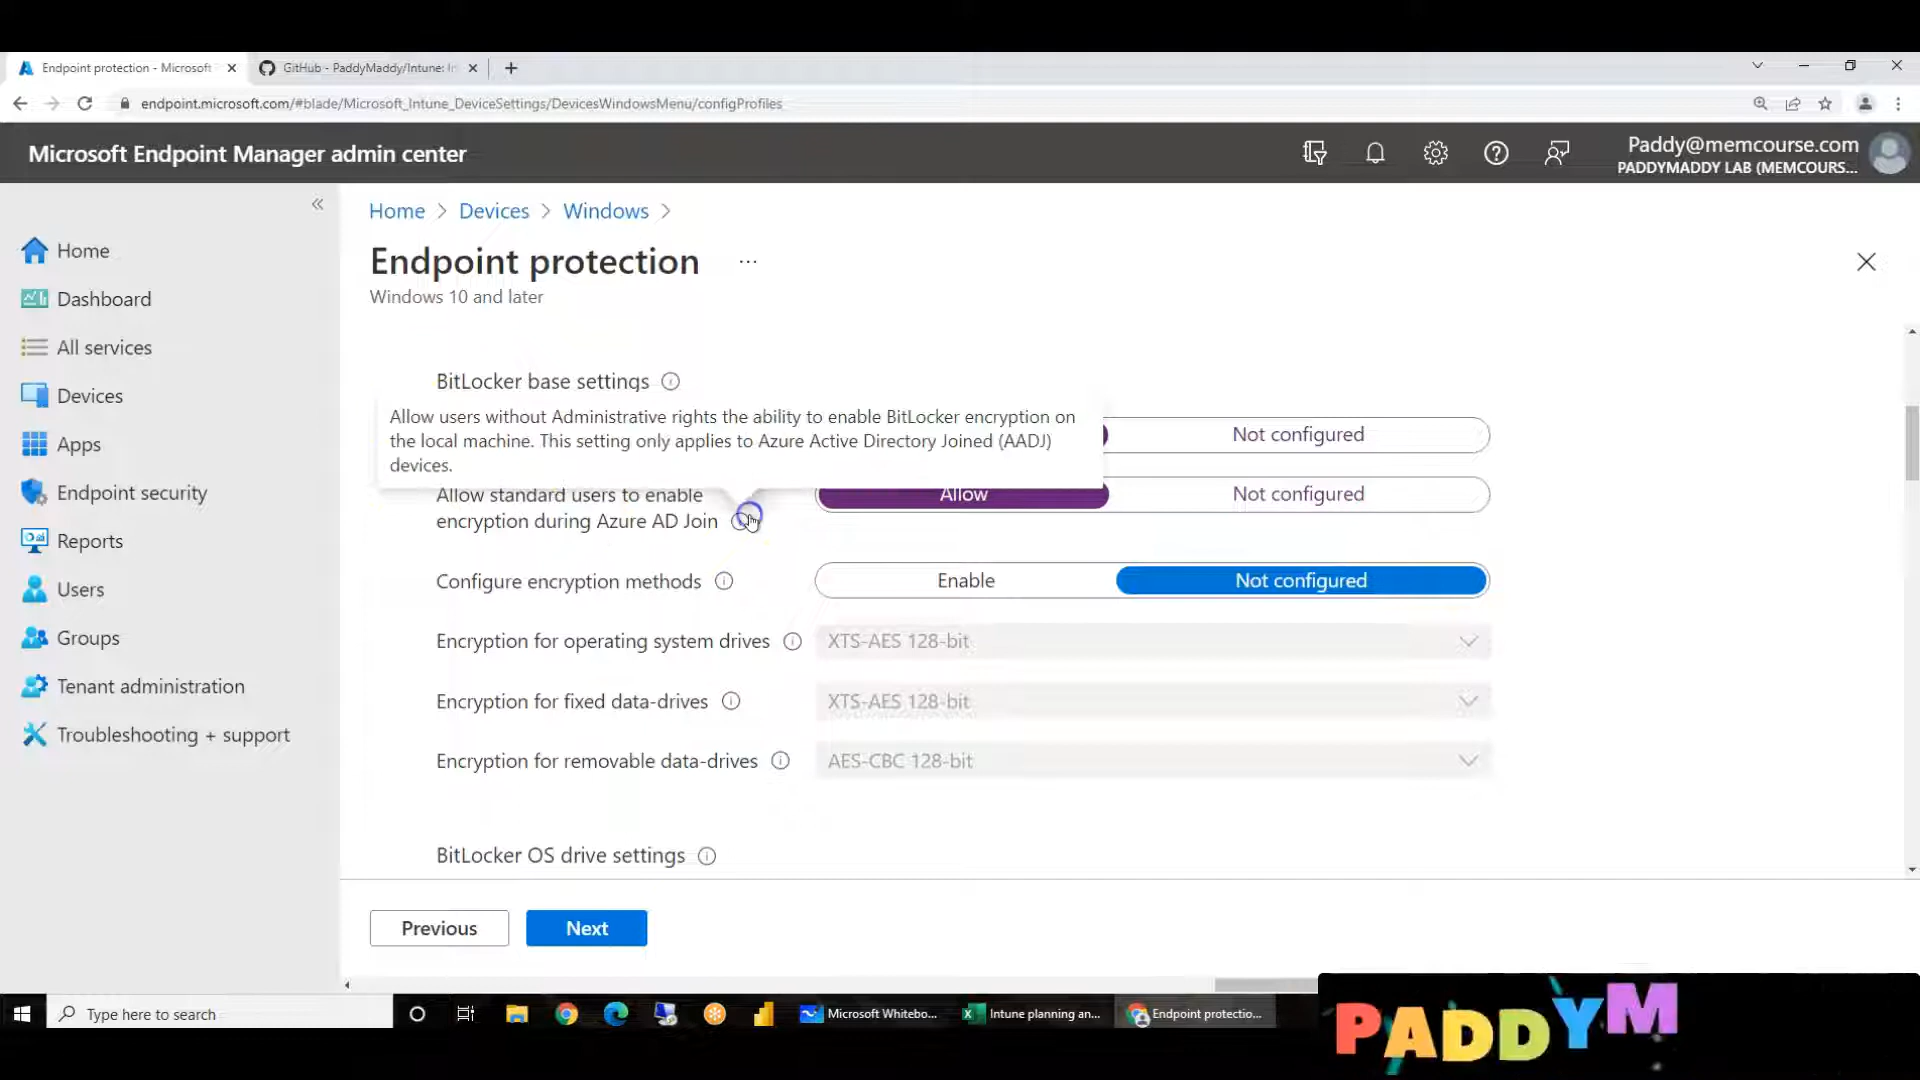 Endpoint protection - Microsoft
GitHub - PaddyMaddy/Intune: In
endpoint.microsoft.com/#blade/Microsoft_Intune_DeviceSettings/DevicesWindowsMenu/configProfiles
Microsoft Endpoint Manager admin center
Paddy@memcourse.com
PADDYMADDY LAB (MEMCOURS...
Home
Dashboard
All services
Devices
Apps
Endpoint security
Reports
Users
Groups
Tenant administration
Troubleshooting + support
Home > Devices > Windows >
Endpoint protection ...
Windows 10 and later
BitLocker base settings
Allow users without Administrative rights the ability to enable BitLocker encryption on
the local machine. This setting only applies to Azure Active Directory Joined (AADJ)
devices.
Not configured
Allow standard users to enable
encryption during Azure AD Join
Allow
Not configured
Configure encryption methods
Enable
Not configured
Encryption for operating system drives
XTS-AES 128-bit
Encryption for fixed data-drives
XTS-AES 128-bit
Encryption for removable data-drives
AES-CBC 128-bit
BitLocker OS drive settings
Previous
Next
Type here to search
Microsoft Whitebo...
Intune planning an...
Endpoint protectio...
PADDYM